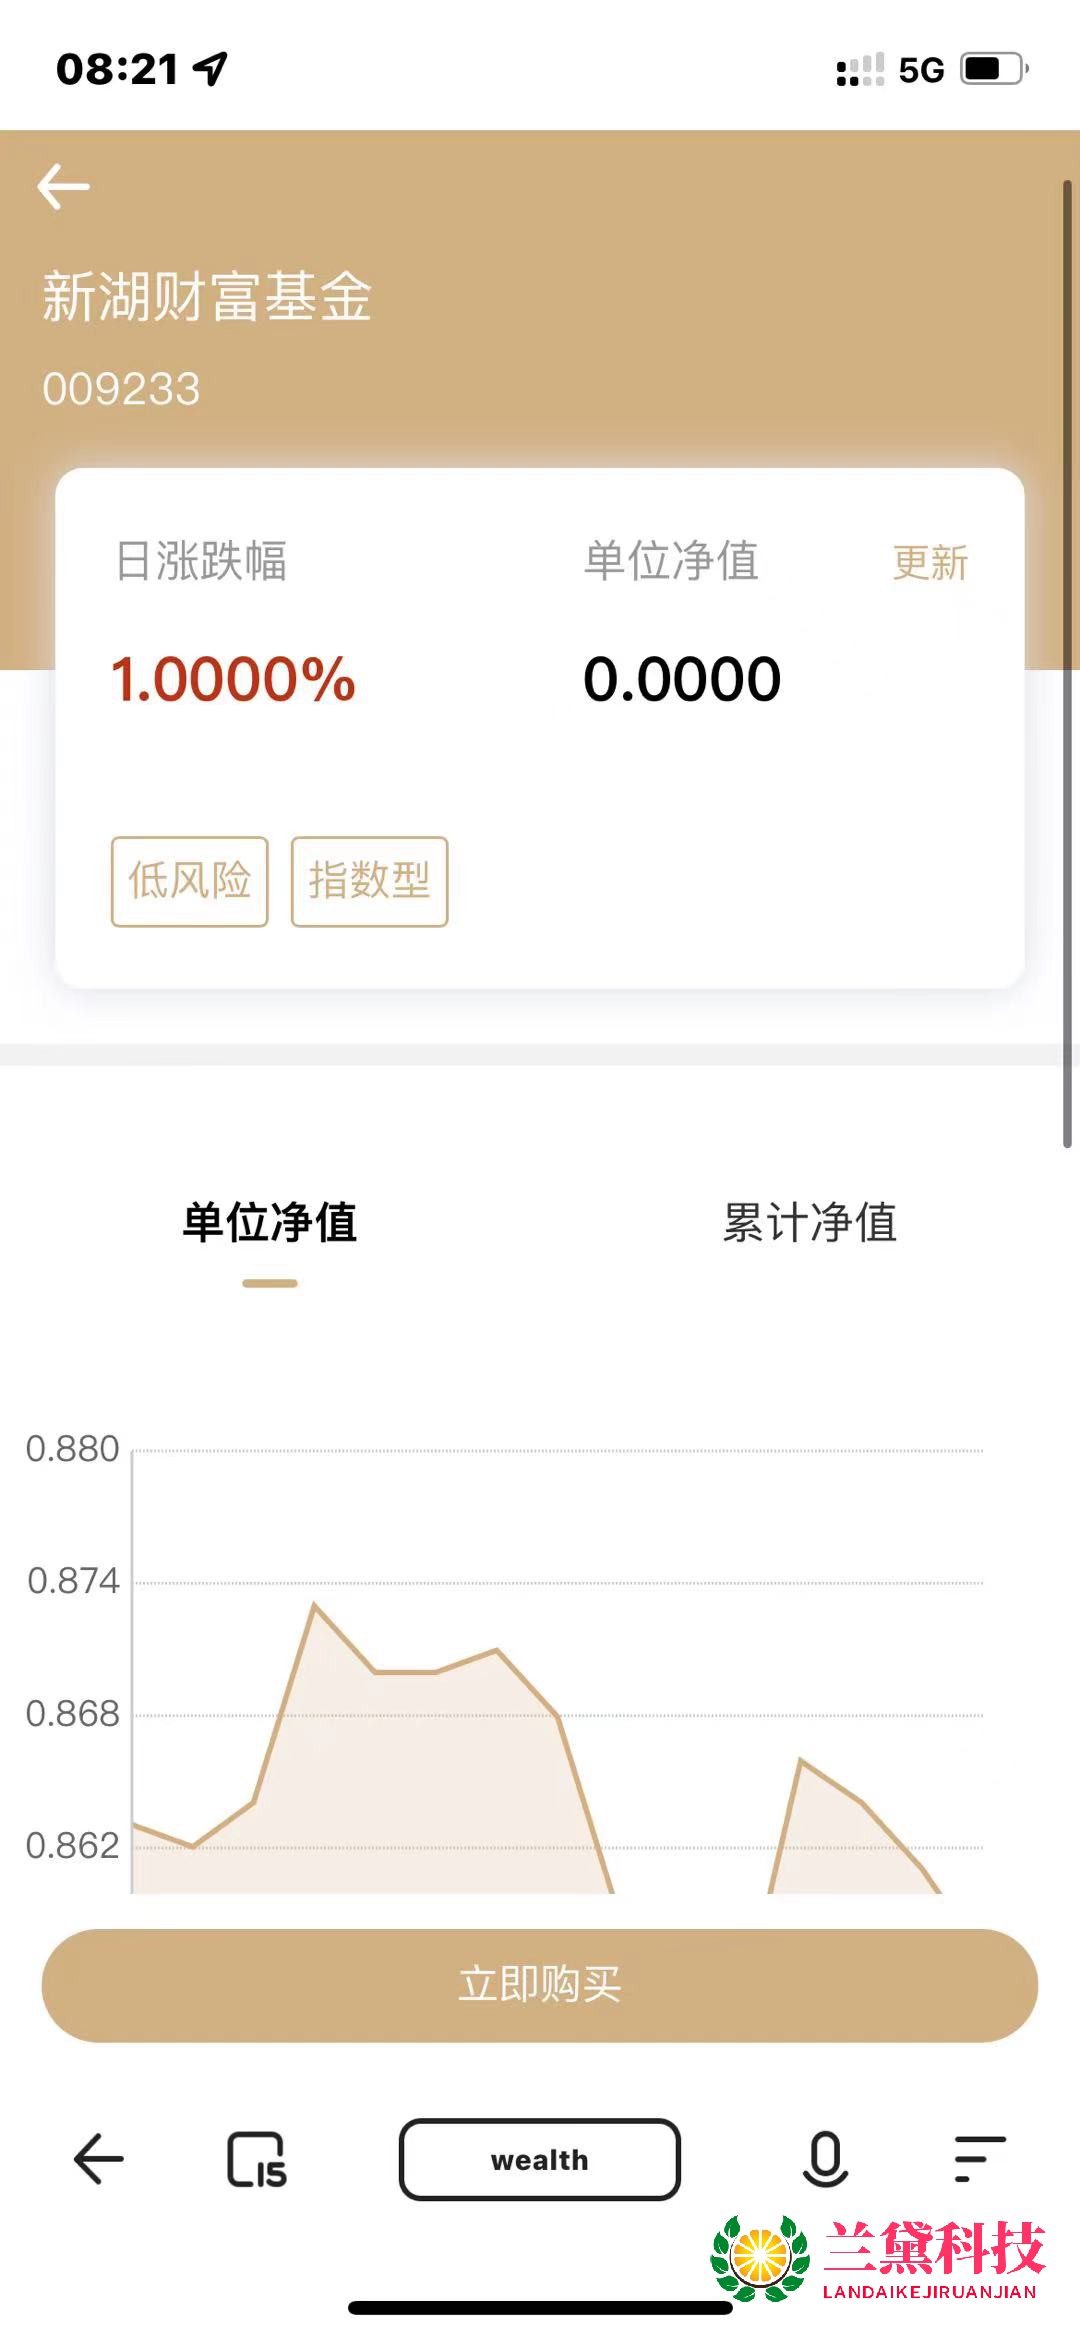 08:21
5G
新湖财富基金
009233
日涨跌幅
单位净值
更新
1.0000%
0.0000
低风险
指数型
单位净值
累计净值
0.880
0.874
0.868
0.862
立即购买
15
wealth
兰黛科技
LANDAIKEJIRUANJIAN